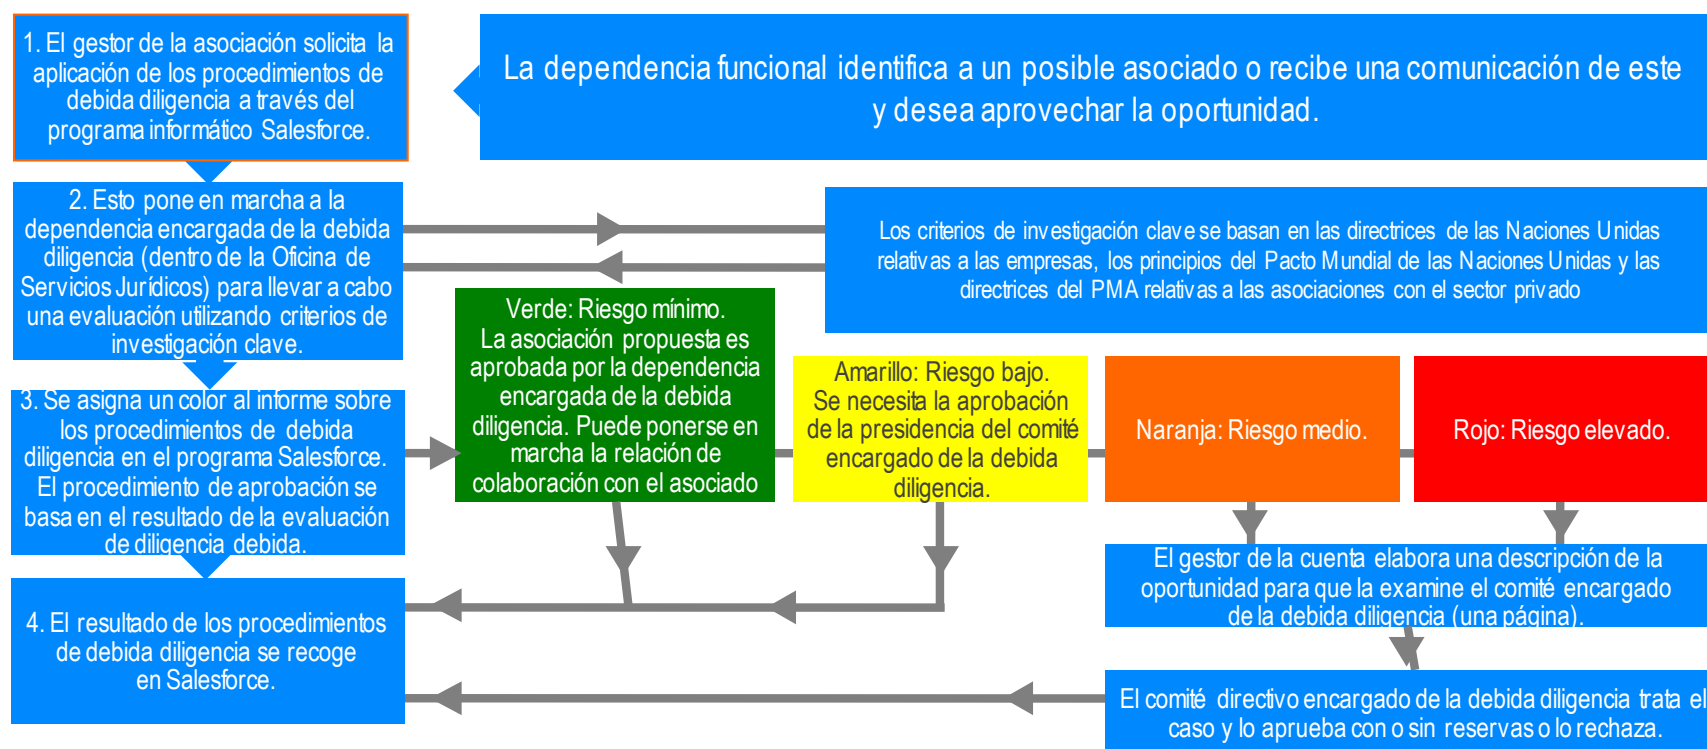 1. El gestor de la asociación solicita la
aplicación de los procedimientos de
debida diligencia a través del
programa informático Salesforce.
La dependencia funcional identifica a un posible asociado o recibe una comunicación de este
y desea aprovechar la oportunidad.
2. Esto pone en marcha a la
dependencia encargada de la debida
diligencia (dentro de la Oficina de
Servicios Jurídicos) para llevar a cabo
una evaluación utilizando criterios de
investigación clave.
Los criterios de investigación clave se basan en las directrices de las Naciones Unidas
relativas a las empresas, los principios del Pacto Mundial de las Naciones Unidas y las
directrices del PMA relativas a las asociaciones con el sector privado
3. Se asigna un color al informe sobre
los procedimientos de debida
diligencia en el programa Salesforce.
El procedimiento de aprobación se
basa en el resultado de la evaluación
de diligencia debida.
Verde: Riesgo mínimo.
La asociación propuesta es
aprobada por la dependencia
encargada de la debida
diligencia. Puede ponerse en
marcha la relación de
colaboración con el asociado
Amarillo: Riesgo bajo.
Se necesita la aprobación
de la presidencia del comité
encargado de la debida
diligencia.
Naranja: Riesgo medio.
Rojo: Riesgo elevado.
El gestor de la cuenta elabora una descripción de la
oportunidad para que la examine el comité encargado
de la debida diligencia (una página).
4. El resultado de los procedimientos
de debida diligencia se recoge
en Salesforce.
El comité directivo encargado de la debida diligencia trata el
caso y lo aprueba con o sin reservas o lo rechaza.